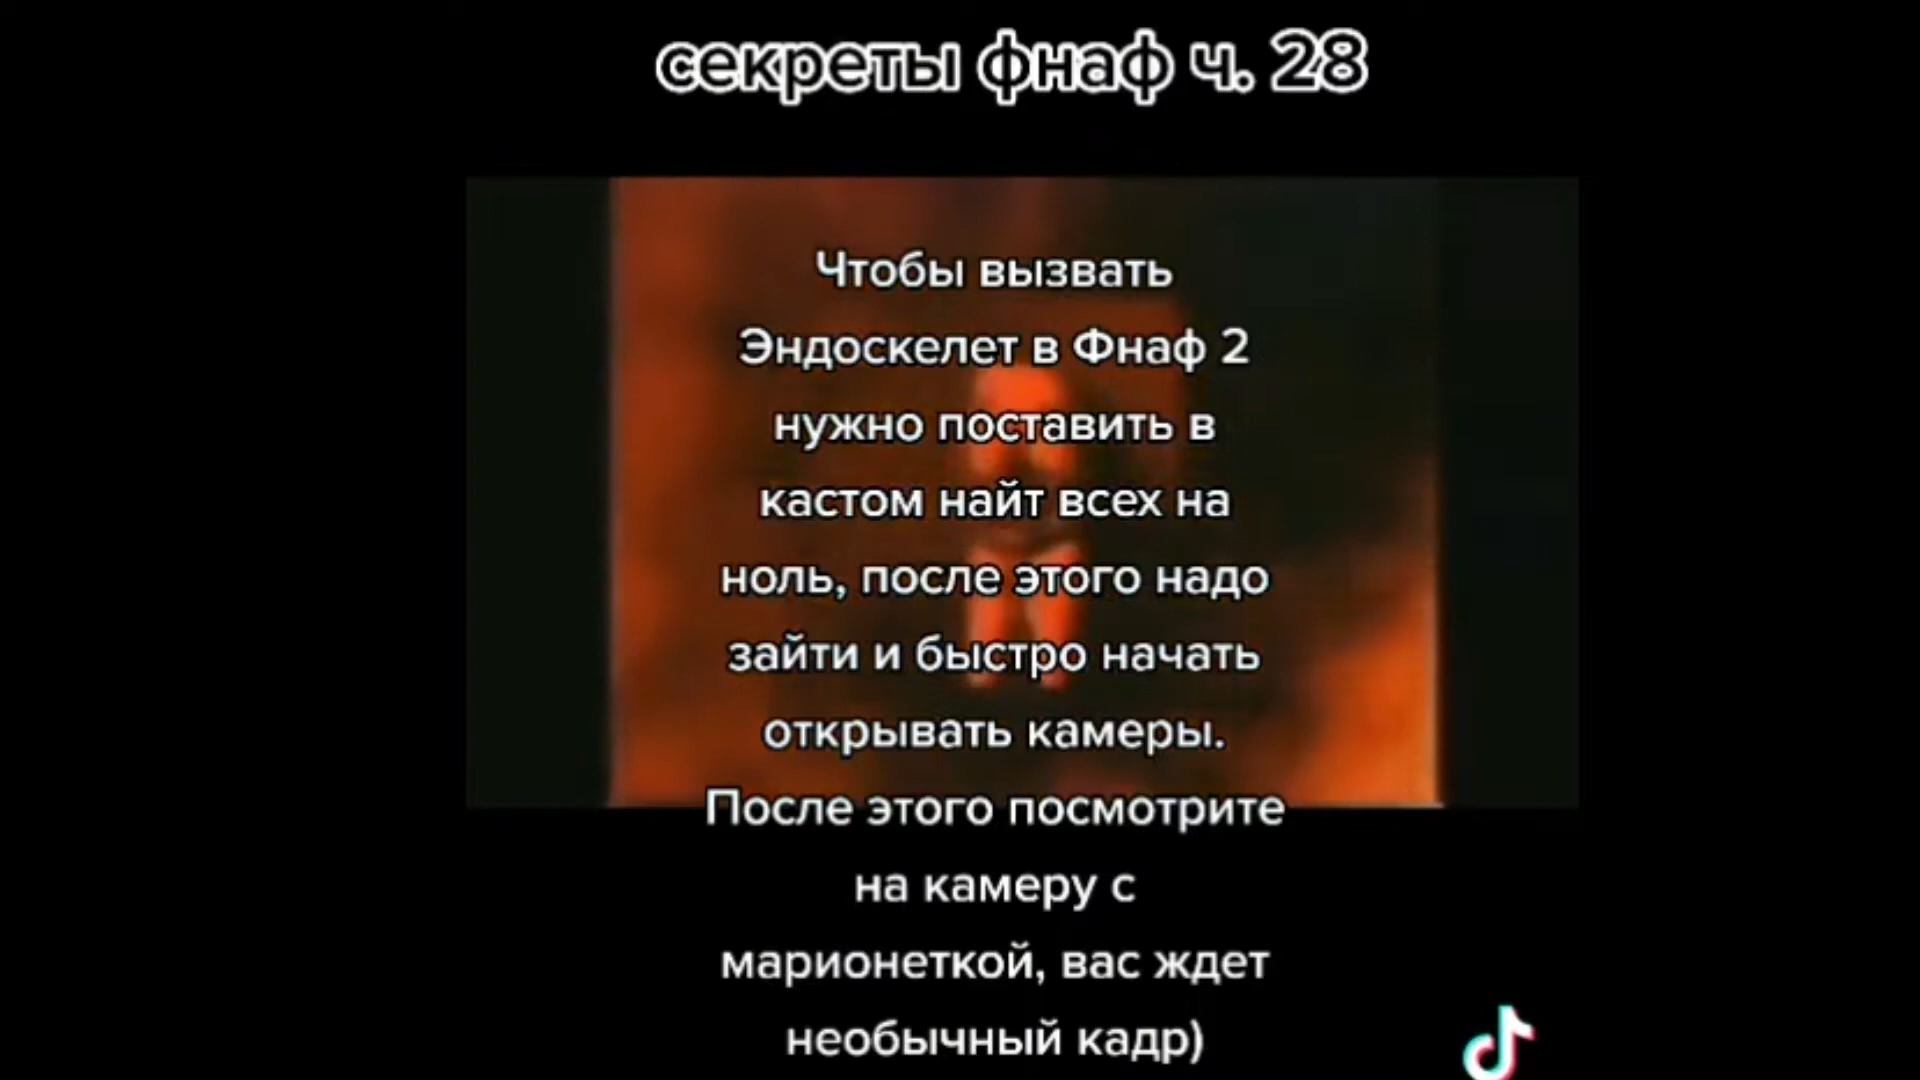 секреты фнаф ч. 28
Чтобы вызвать
Эндоскелет в Фнаф 2
нужно поставить в
кастом найт всех на
ноль, после этого надо
зайти и быстро начать
открывать камеры.
После этого посмотрите
на камеру с
марионеткой, вас ждет
необычный кадр)